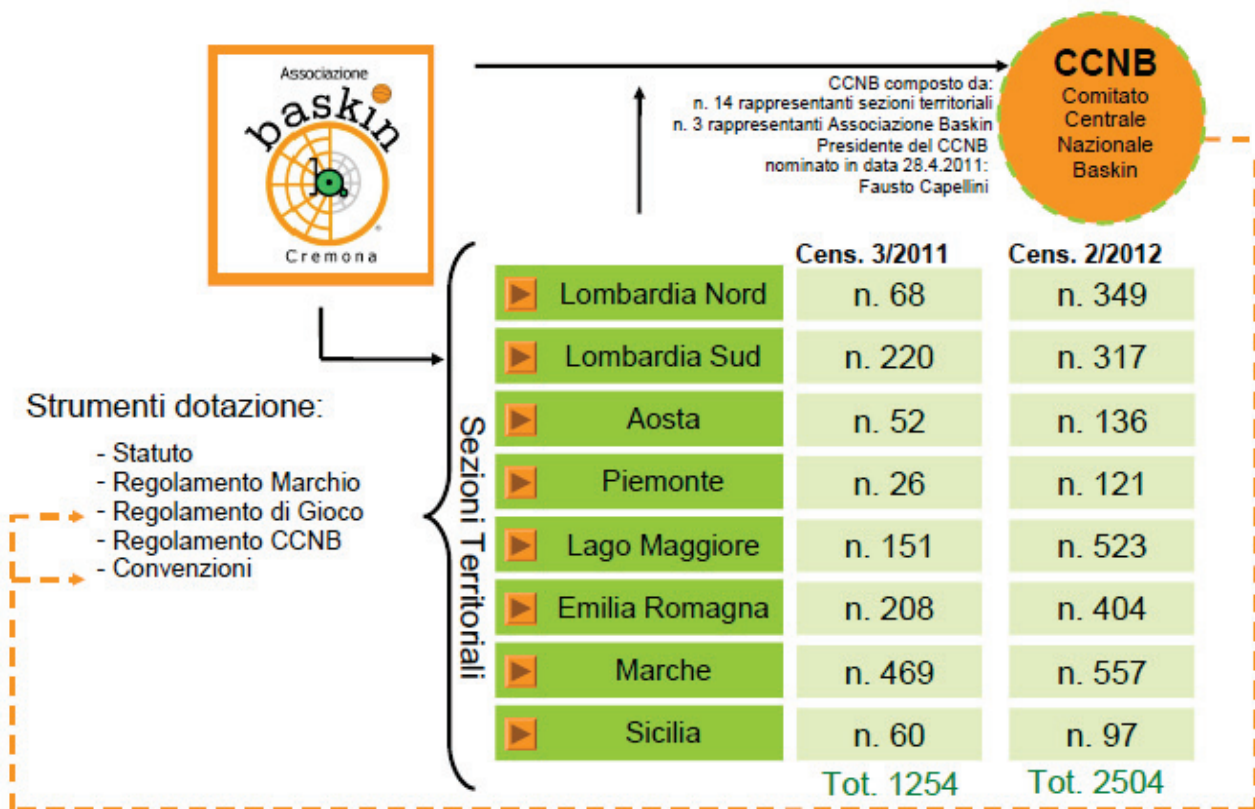 Associazione
baskin
Cremona
CCNB composto da:
n. 14 rappresentanti sezioni territoriali
n. 3 rappresentanti Associazione Baskin
Presidente del CCNB
nominato in data 28.4.2011:
Fausto Capellini
CCNB
Comitato
Centrale
Nazionale
Baskin
Strumenti dotazione:
- Statuto
- Regolamento Marchio
- Regolamento di Gioco
- Regolamento CCNB
- Convenzioni
Sezioni Territoriali
Cens. 3/2011 Cens. 2/2012
Lombardia Nord n. 68 n. 349
Lombardia Sud n. 220 n. 317
Aosta n. 52 n. 136
Piemonte n. 26 n. 121
Lago Maggiore n. 151 n. 523
Emilia Romagna n. 208 n. 404
Marche n. 469 n. 557
Sicilia n. 60 n. 97
Tot. 1254 Tot. 2504